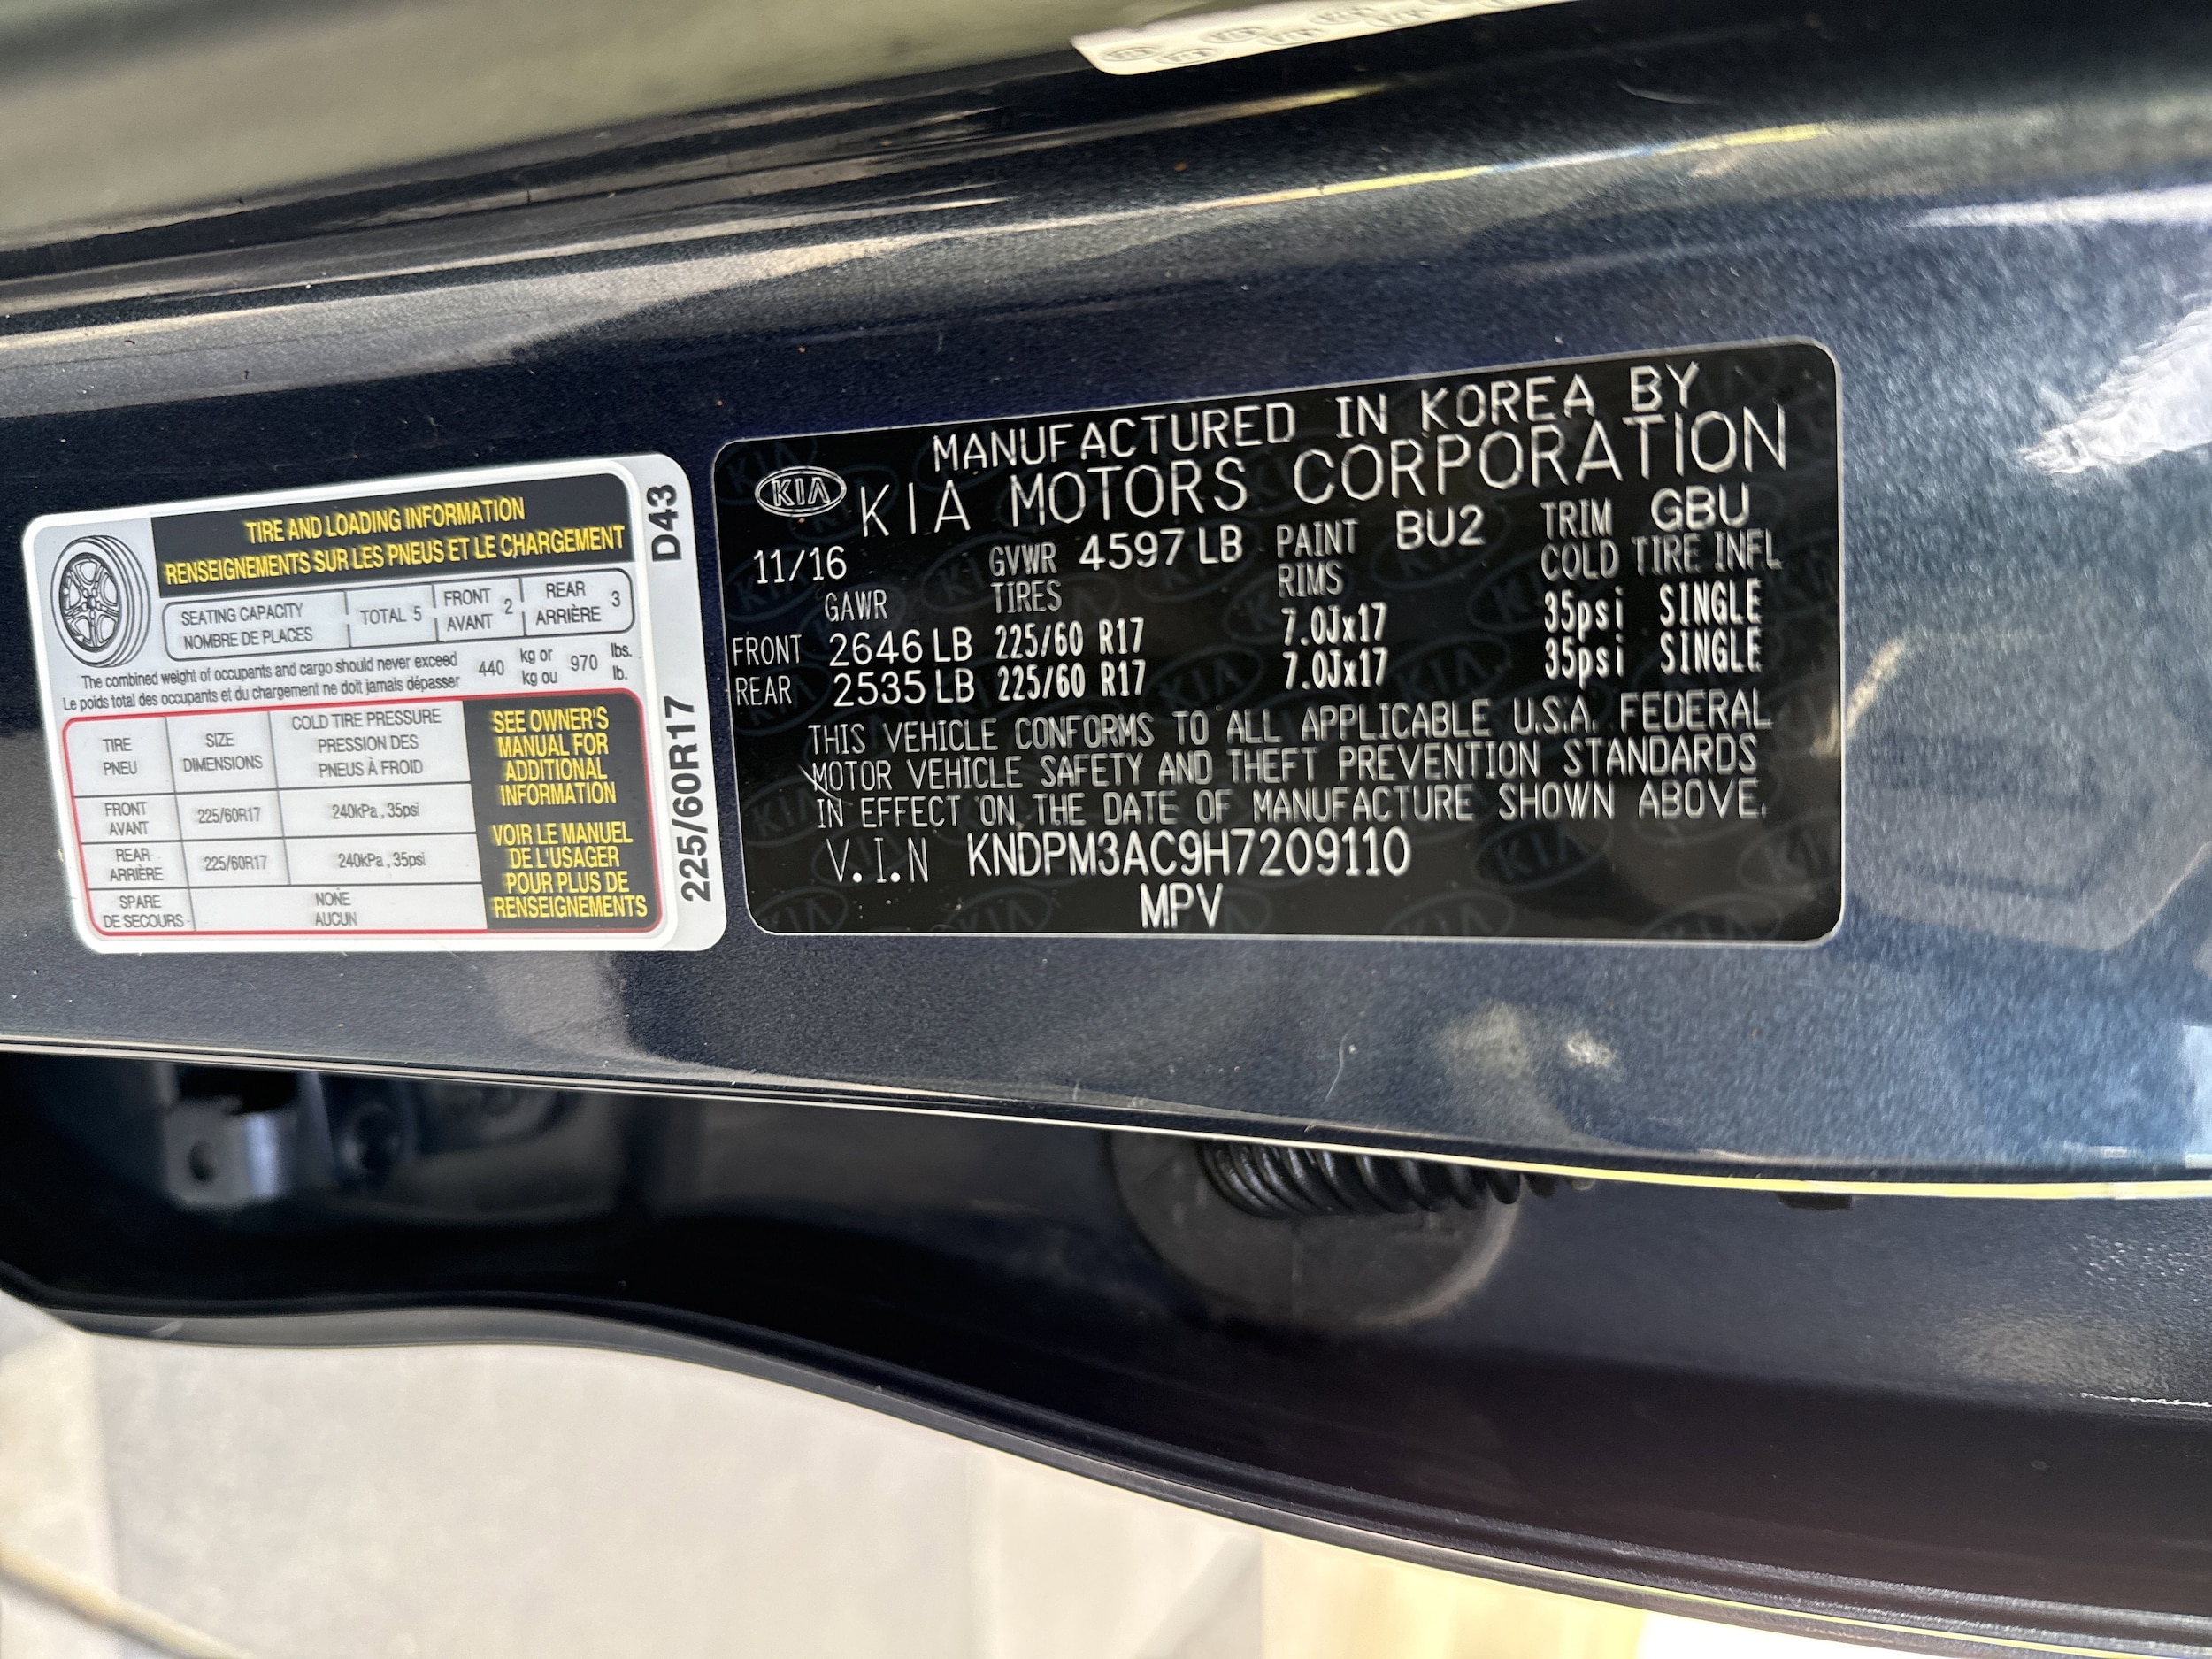 TIRE AND LOADING INFORMATION
RENSEIGNEMENTS SUR LES PNEUS ET LE CHARGEMENT
SEATING CAPACITY
NOMBRE DE PLACES
TOTAL 5
FRONT
AVANT 2
REAR
ARRIÈRE 3
The combined weight of occupants and cargo should never exceed 440 kg or 970 lbs.
Le poids total des occupants et du chargement ne doit jamais dépasser 440 kg ou 970 lb.
TIRE
PNEU
SIZE
DIMENSIONS
COLD TIRE PRESSURE
PRESSION DES
PNEUS À FROID
FRONT
AVANT
225/60R17
240kPa , 35psi
REAR
ARRIÈRE
225/60R17
240kPa , 35psi
SPARE
DE SECOURS
NONE
AUCUN
SEE OWNER'S
MANUAL FOR
ADDITIONAL
INFORMATION
VOIR LE MANUEL
DE L'USAGER
POUR PLUS DE
RENSEIGNEMENTS
D43
225/60R17
MANUFACTURED IN KOREA BY
KIA KIA MOTORS CORPORATION
11/16 GVWR 4597 LB PAINT BU2 TRIM GBU
GAWR TIRES RIMS COLD TIRE INFL
FRONT 2646 LB 225/60 R17 7.0Jx17 35psi SINGLE
REAR 2535 LB 225/60 R17 7.0Jx17 35psi SINGLE
THIS VEHICLE CONFORMS TO ALL APPLICABLE U.S.A. FEDERAL
MOTOR VEHICLE SAFETY AND THEFT PREVENTION STANDARDS
IN EFFECT ON THE DATE OF MANUFACTURE SHOWN ABOVE.
V.I.N KNDPM3AC9H7209110
MPV